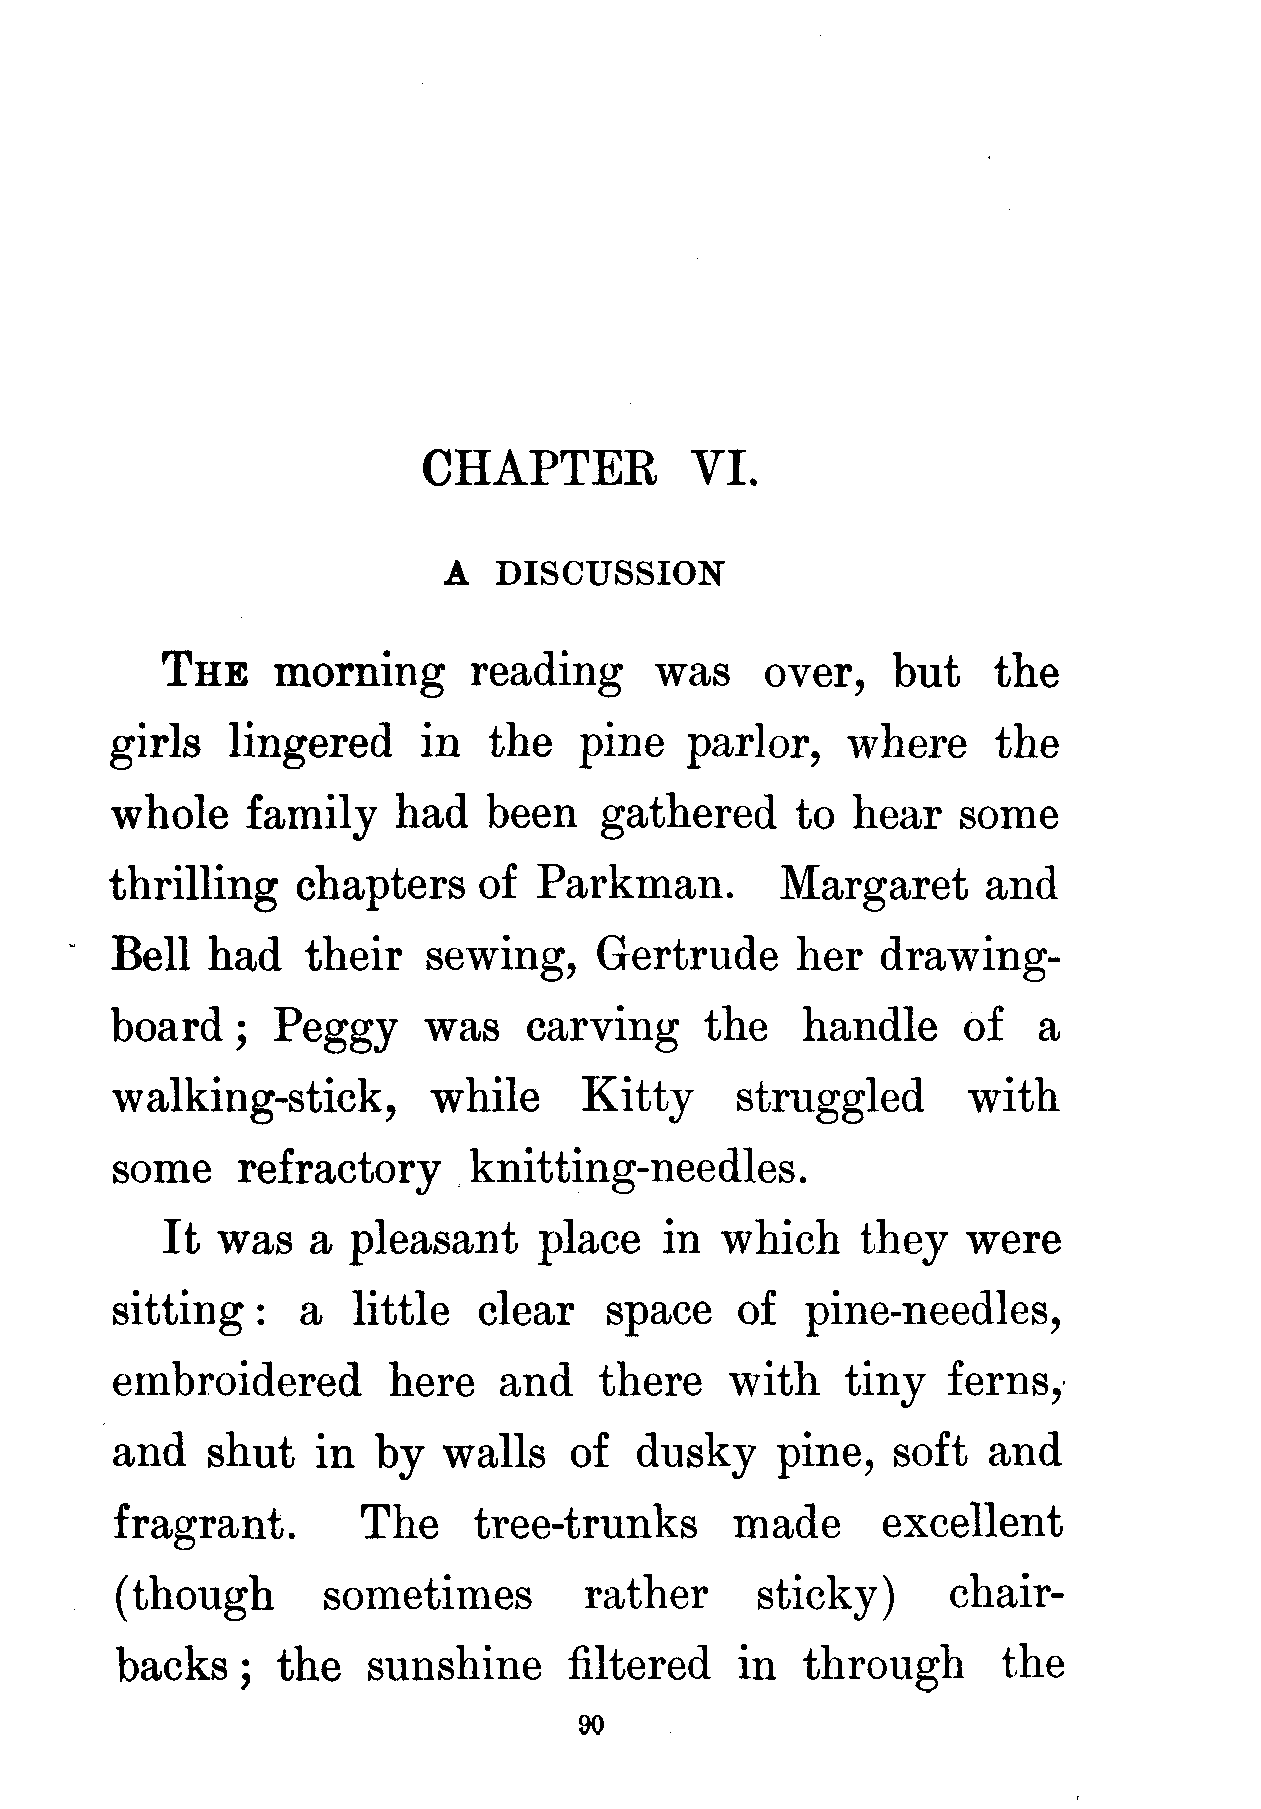 CHAPTER VI.
A DISCUSSION
THE morning reading was over, but the
girls lingered in the pine parlor, where the
whole family had been gathered to hear some
thrilling chapters of Parkman. Margaret and
Bell had their sewing, Gertrude her drawing-
board ; Peggy was carving the handle of a
walking-stick, while Kitty struggled with
some refractory knitting-needles.
It was a pleasant place in which they were
sitting : a little clear space of pine-needles,
embroidered here and there with tiny ferns,
and shut in by walls of dusky pine, soft and
fragrant. The tree-trunks made excellent
(though sometimes rather sticky) chair-
backs ; the sunshine filtered in through the
90